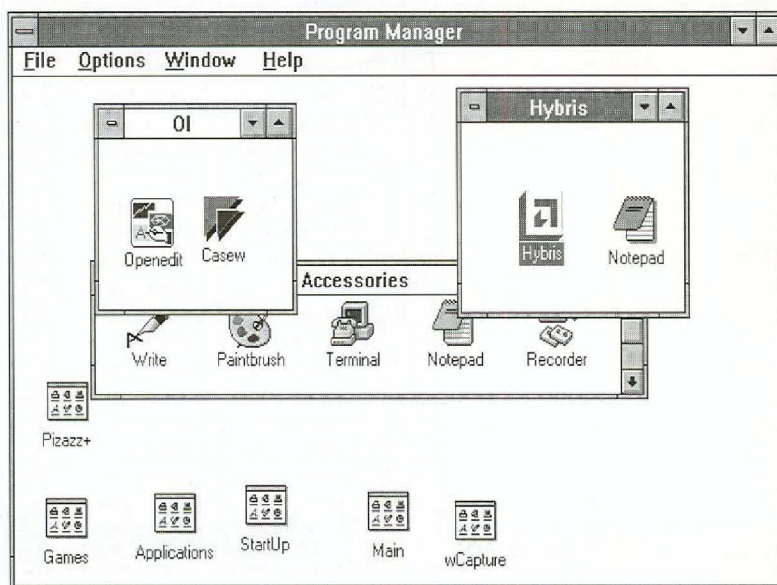 Program Manager
File Options Window Help
OI
Hybris
Openedit Casew
Hybris Notepad
Accessories
Write Paintbrush Terminal Notepad Recorder
Pizazz+
Games Applications StartUp Main wCapture